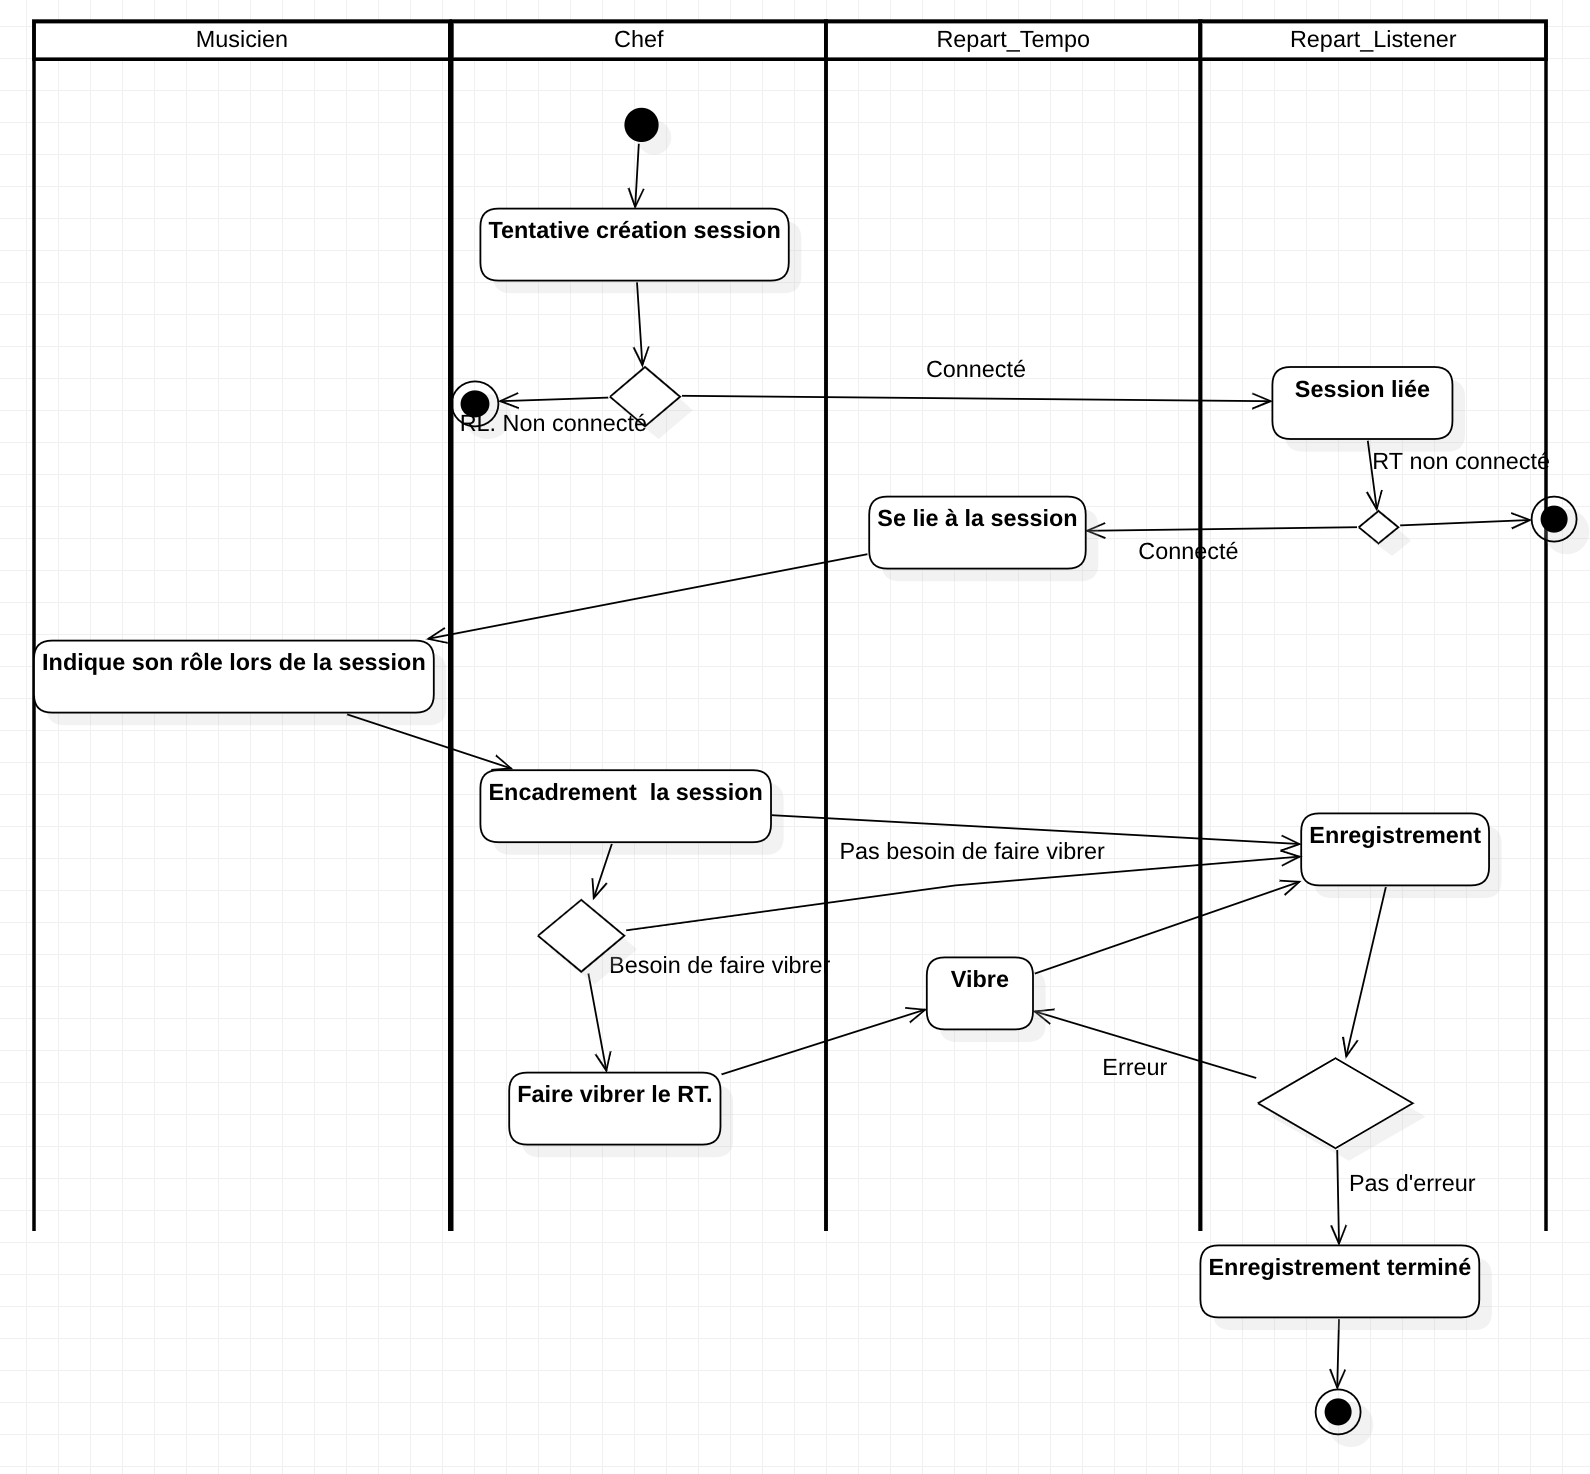 Musicien
Chef
Repart_Tempo
Repart_Listener
Tentative création session
Connecté
Session liée
RL. Non connecté
RT non connecté
Se lie à la session
Connecté
Indique son rôle lors de la session
Encadrement  la session
Enregistrement
Pas besoin de faire vibrer
Besoin de faire vibrer
Vibre
Erreur
Faire vibrer le RT.
Pas d'erreur
Enregistrement terminé